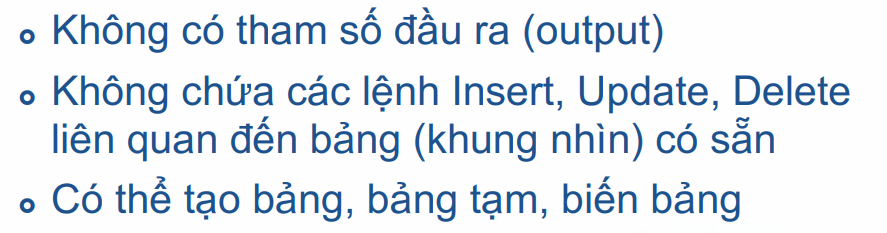 Không có tham số đầu ra (output)
Không chứa các lệnh Insert, Update, Delete
liên quan đến bảng (khung nhìn) có sẵn
Có thể tạo bảng, bảng tạm, biến bảng